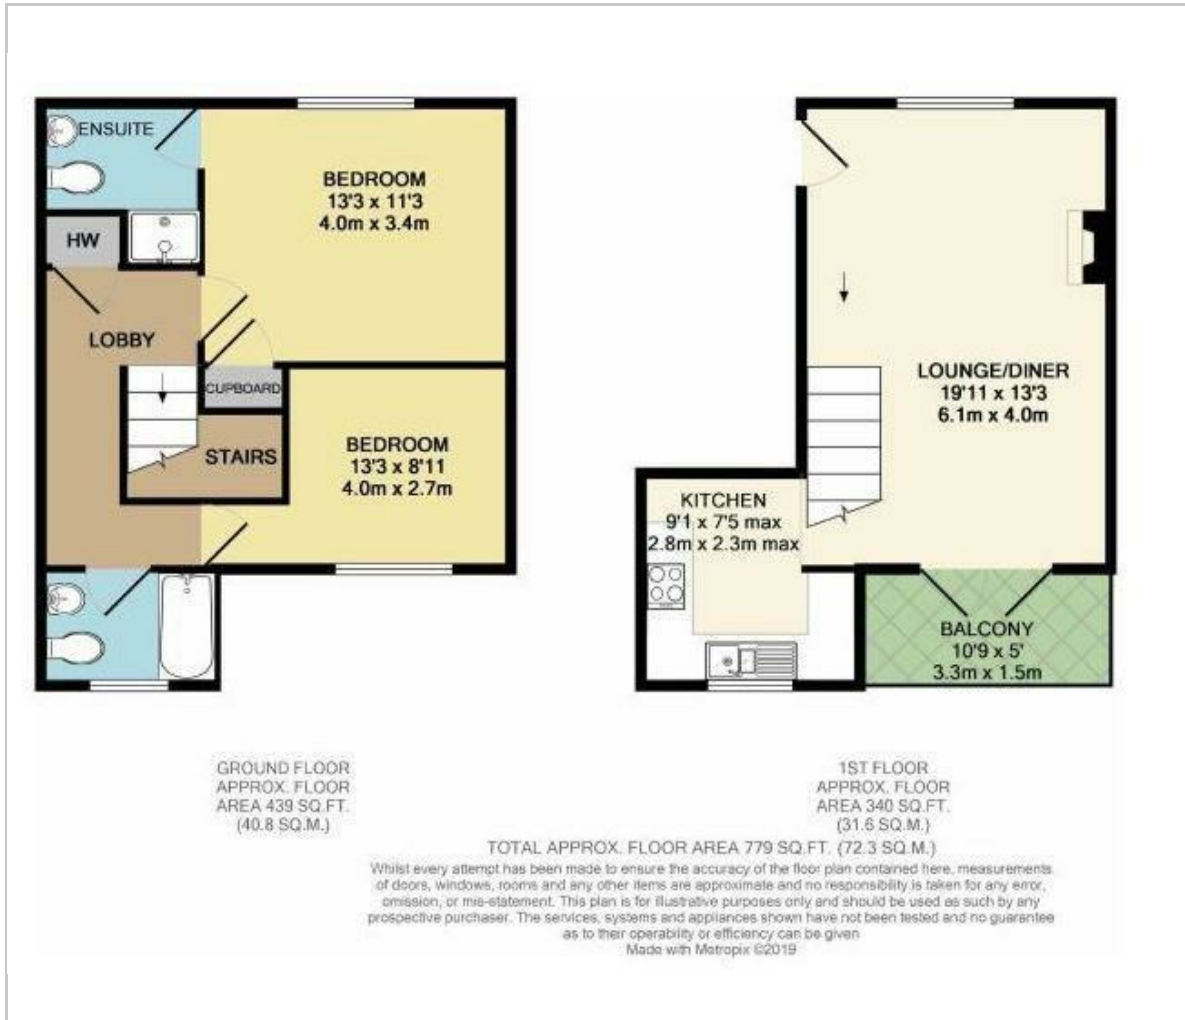 ENSUITE
BEDROOM
13'3 x 11'3
4.0m x 3.4m
HW
LOBBY
CUPBOARD
STAIRS
BEDROOM
13'3 x 8'11
4.0m x 2.7m
LOUNGE/DINER
19'11 x 13'3
6.1m x 4.0m
KITCHEN
9'1 x 7'5 max
2.8m x 2.3m max
BALCONY
10'9 x 5'
3.3m x 1.5m
GROUND FLOOR
APPROX. FLOOR
AREA 439 SQ.FT.
(40.8 SQ.M.)
1ST FLOOR
APPROX. FLOOR
AREA 340 SQ.FT.
(31.6 SQ.M.)
TOTAL APPROX. FLOOR AREA 779 SQ.FT. (72.3 SQ.M.)
Whilst every attempt has been made to ensure the accuracy of the floor plan contained here, measurements
of doors, windows, rooms and any other items are approximate and no responsibility is taken for any error,
omission, or mis-statement. This plan is for illustrative purposes only and should be used as such by any
prospective purchaser. The services, systems and appliances shown have not been tested and no guarantee
as to their operability or efficiency can be given
Made with Metropix ©2019